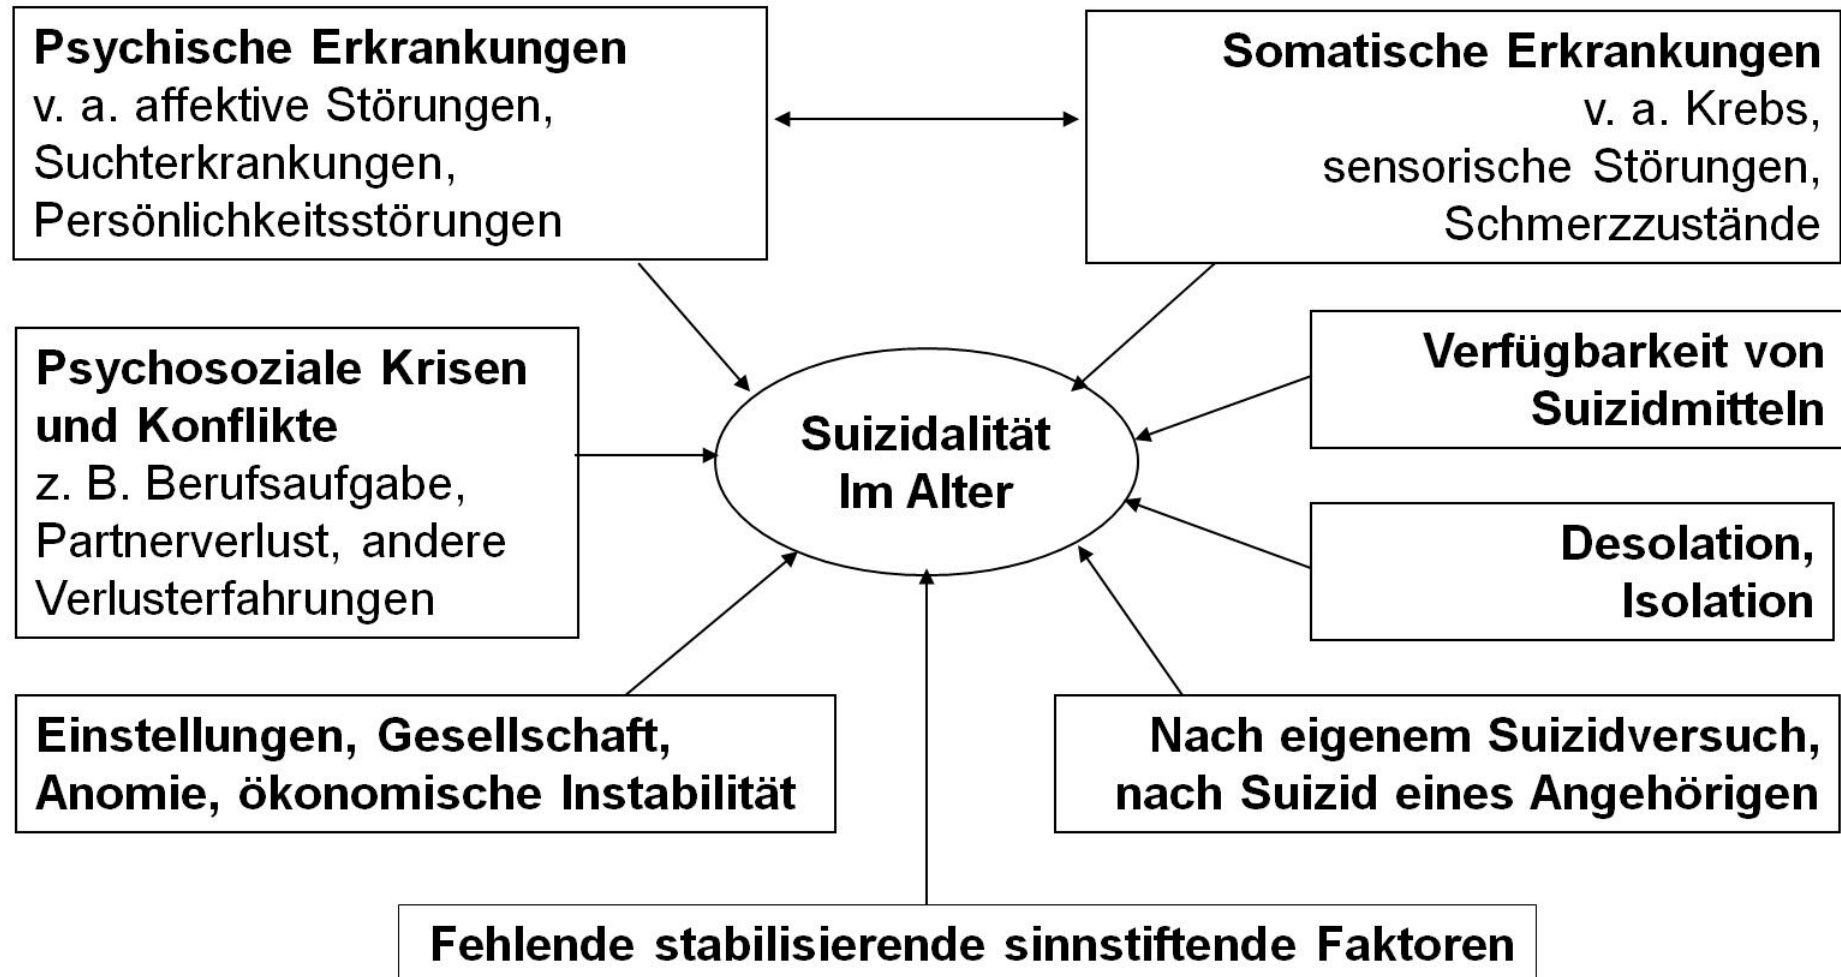 Psychische Erkrankungen
v. a. affektive Störungen,
Suchterkrankungen,
Persönlichkeitsstörungen
Somatische Erkrankungen
v. a. Krebs,
sensorische Störungen,
Schmerzzustände
Psychosoziale Krisen
und Konflikte
z. B. Berufsaufgabe,
Partnerverlust, andere
Verlusterfahrungen
Suizidalität
Im Alter
Verfügbarkeit von
Suizidmitteln
Desolation,
Isolation
Einstellungen, Gesellschaft,
Anomie, ökonomische Instabilität
Nach eigenem Suizidversuch,
nach Suizid eines Angehörigen
Fehlende stabilisierende sinnstiftende Faktoren